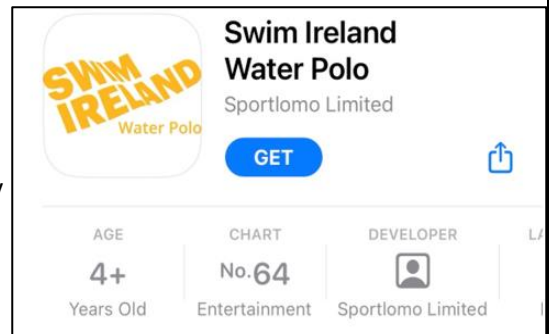 SWIM
IRELAND
Water Polo
Swim Ireland
Water Polo
Sportlomo Limited
GET
AGE
CHART
DEVELOPER
4+
No.64
Years Old
Entertainment
Sportlomo Limited